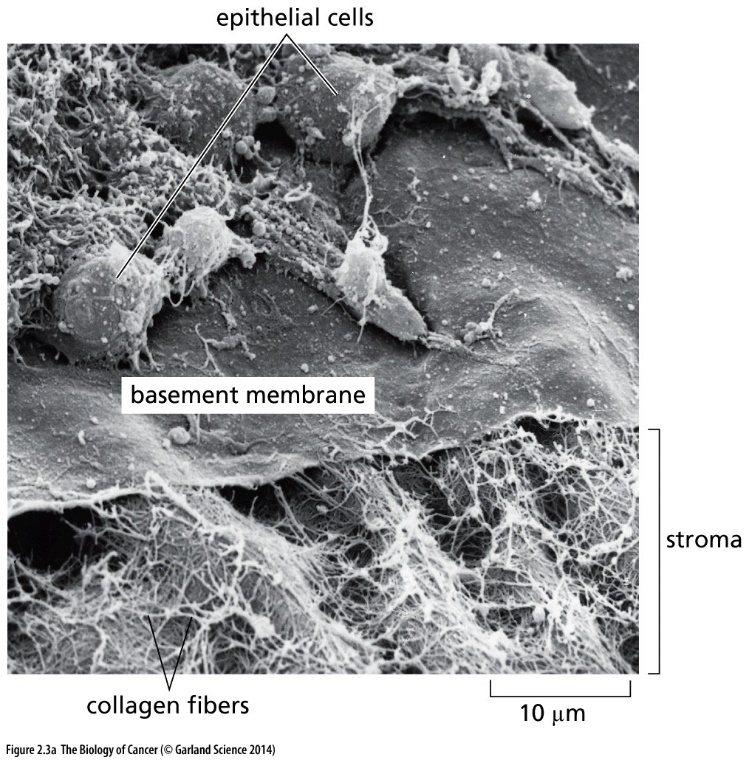 epithelial cells
basement membrane
stroma
collagen fibers
10 μm
Figure 2.3a The Biology of Cancer (© Garland Science 2014)